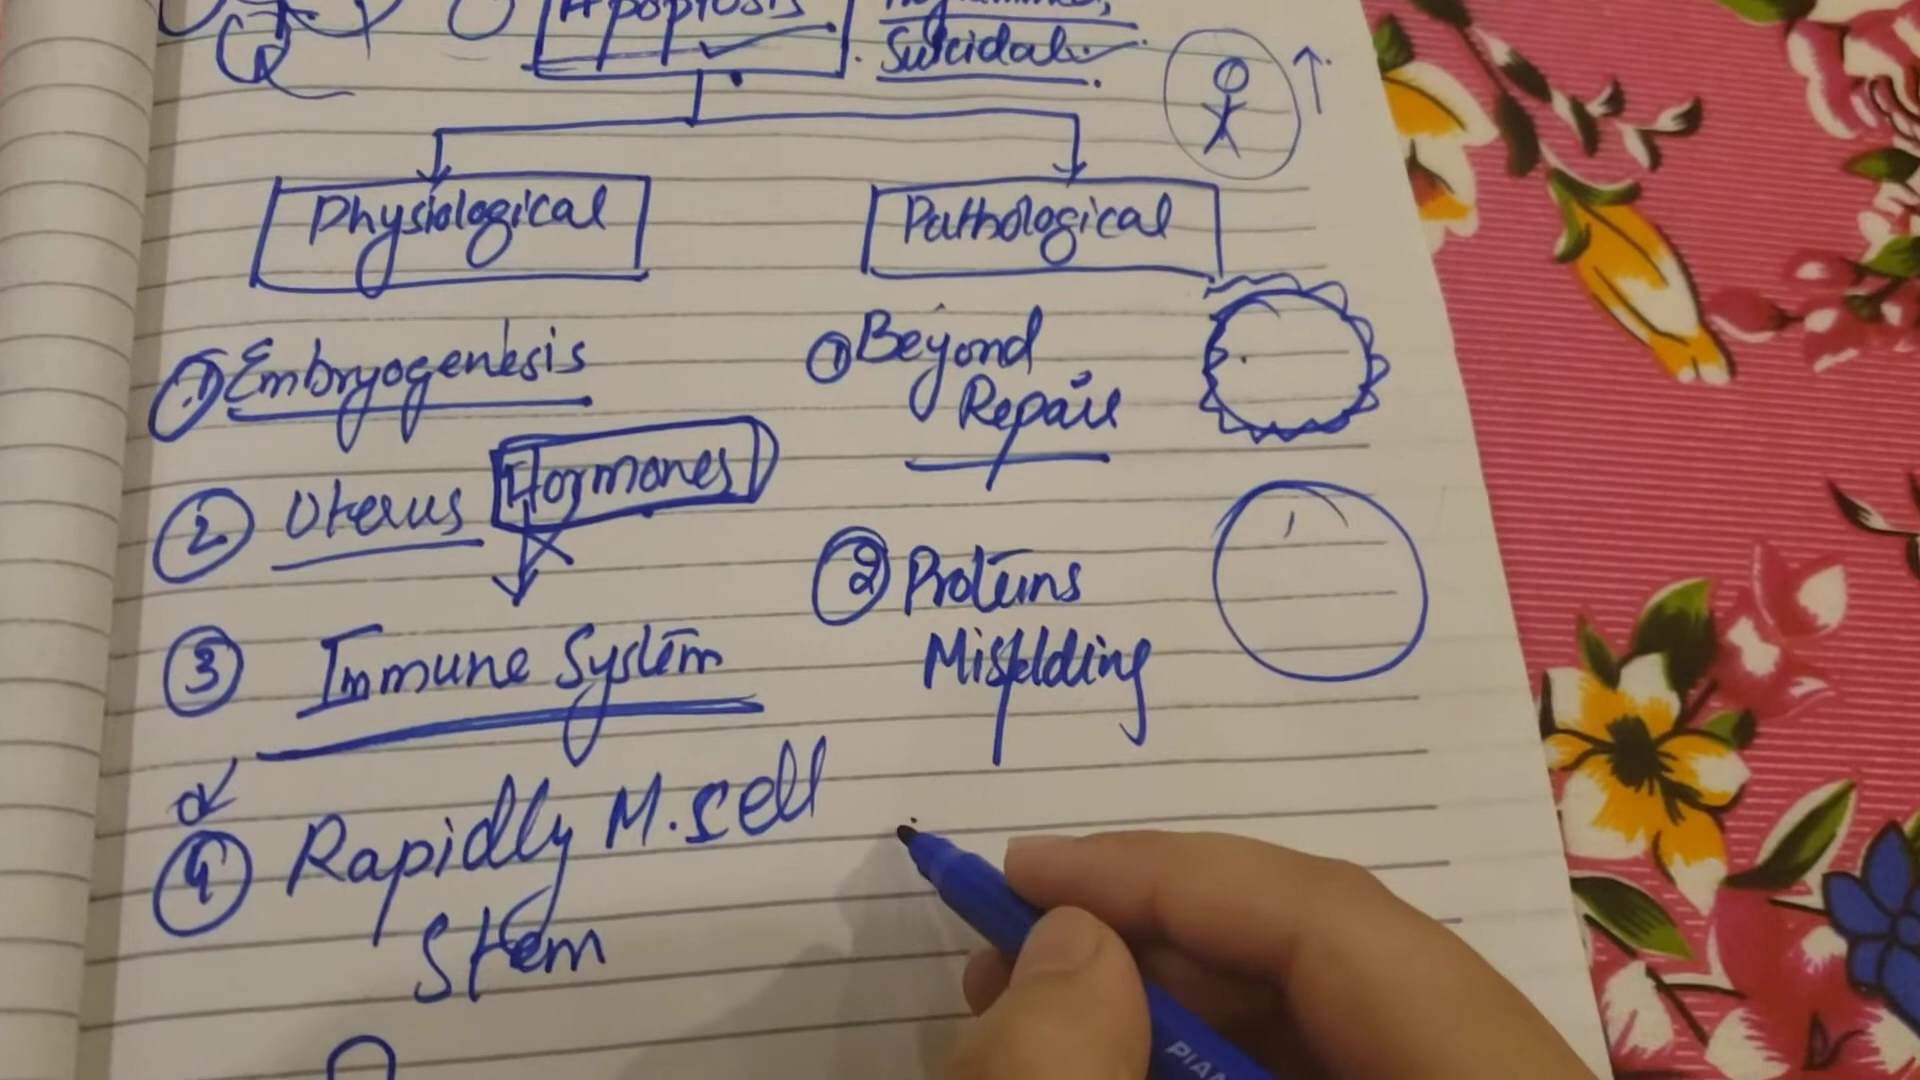 Apoptosis
Suicidal
Physiological
Pathological
① Embryogenesis
② Uterus Hormones
③ Immune System
④ Rapidly M.cell
Stem
① Beyond
Repair
② Proteins
Misfolding
PIAN